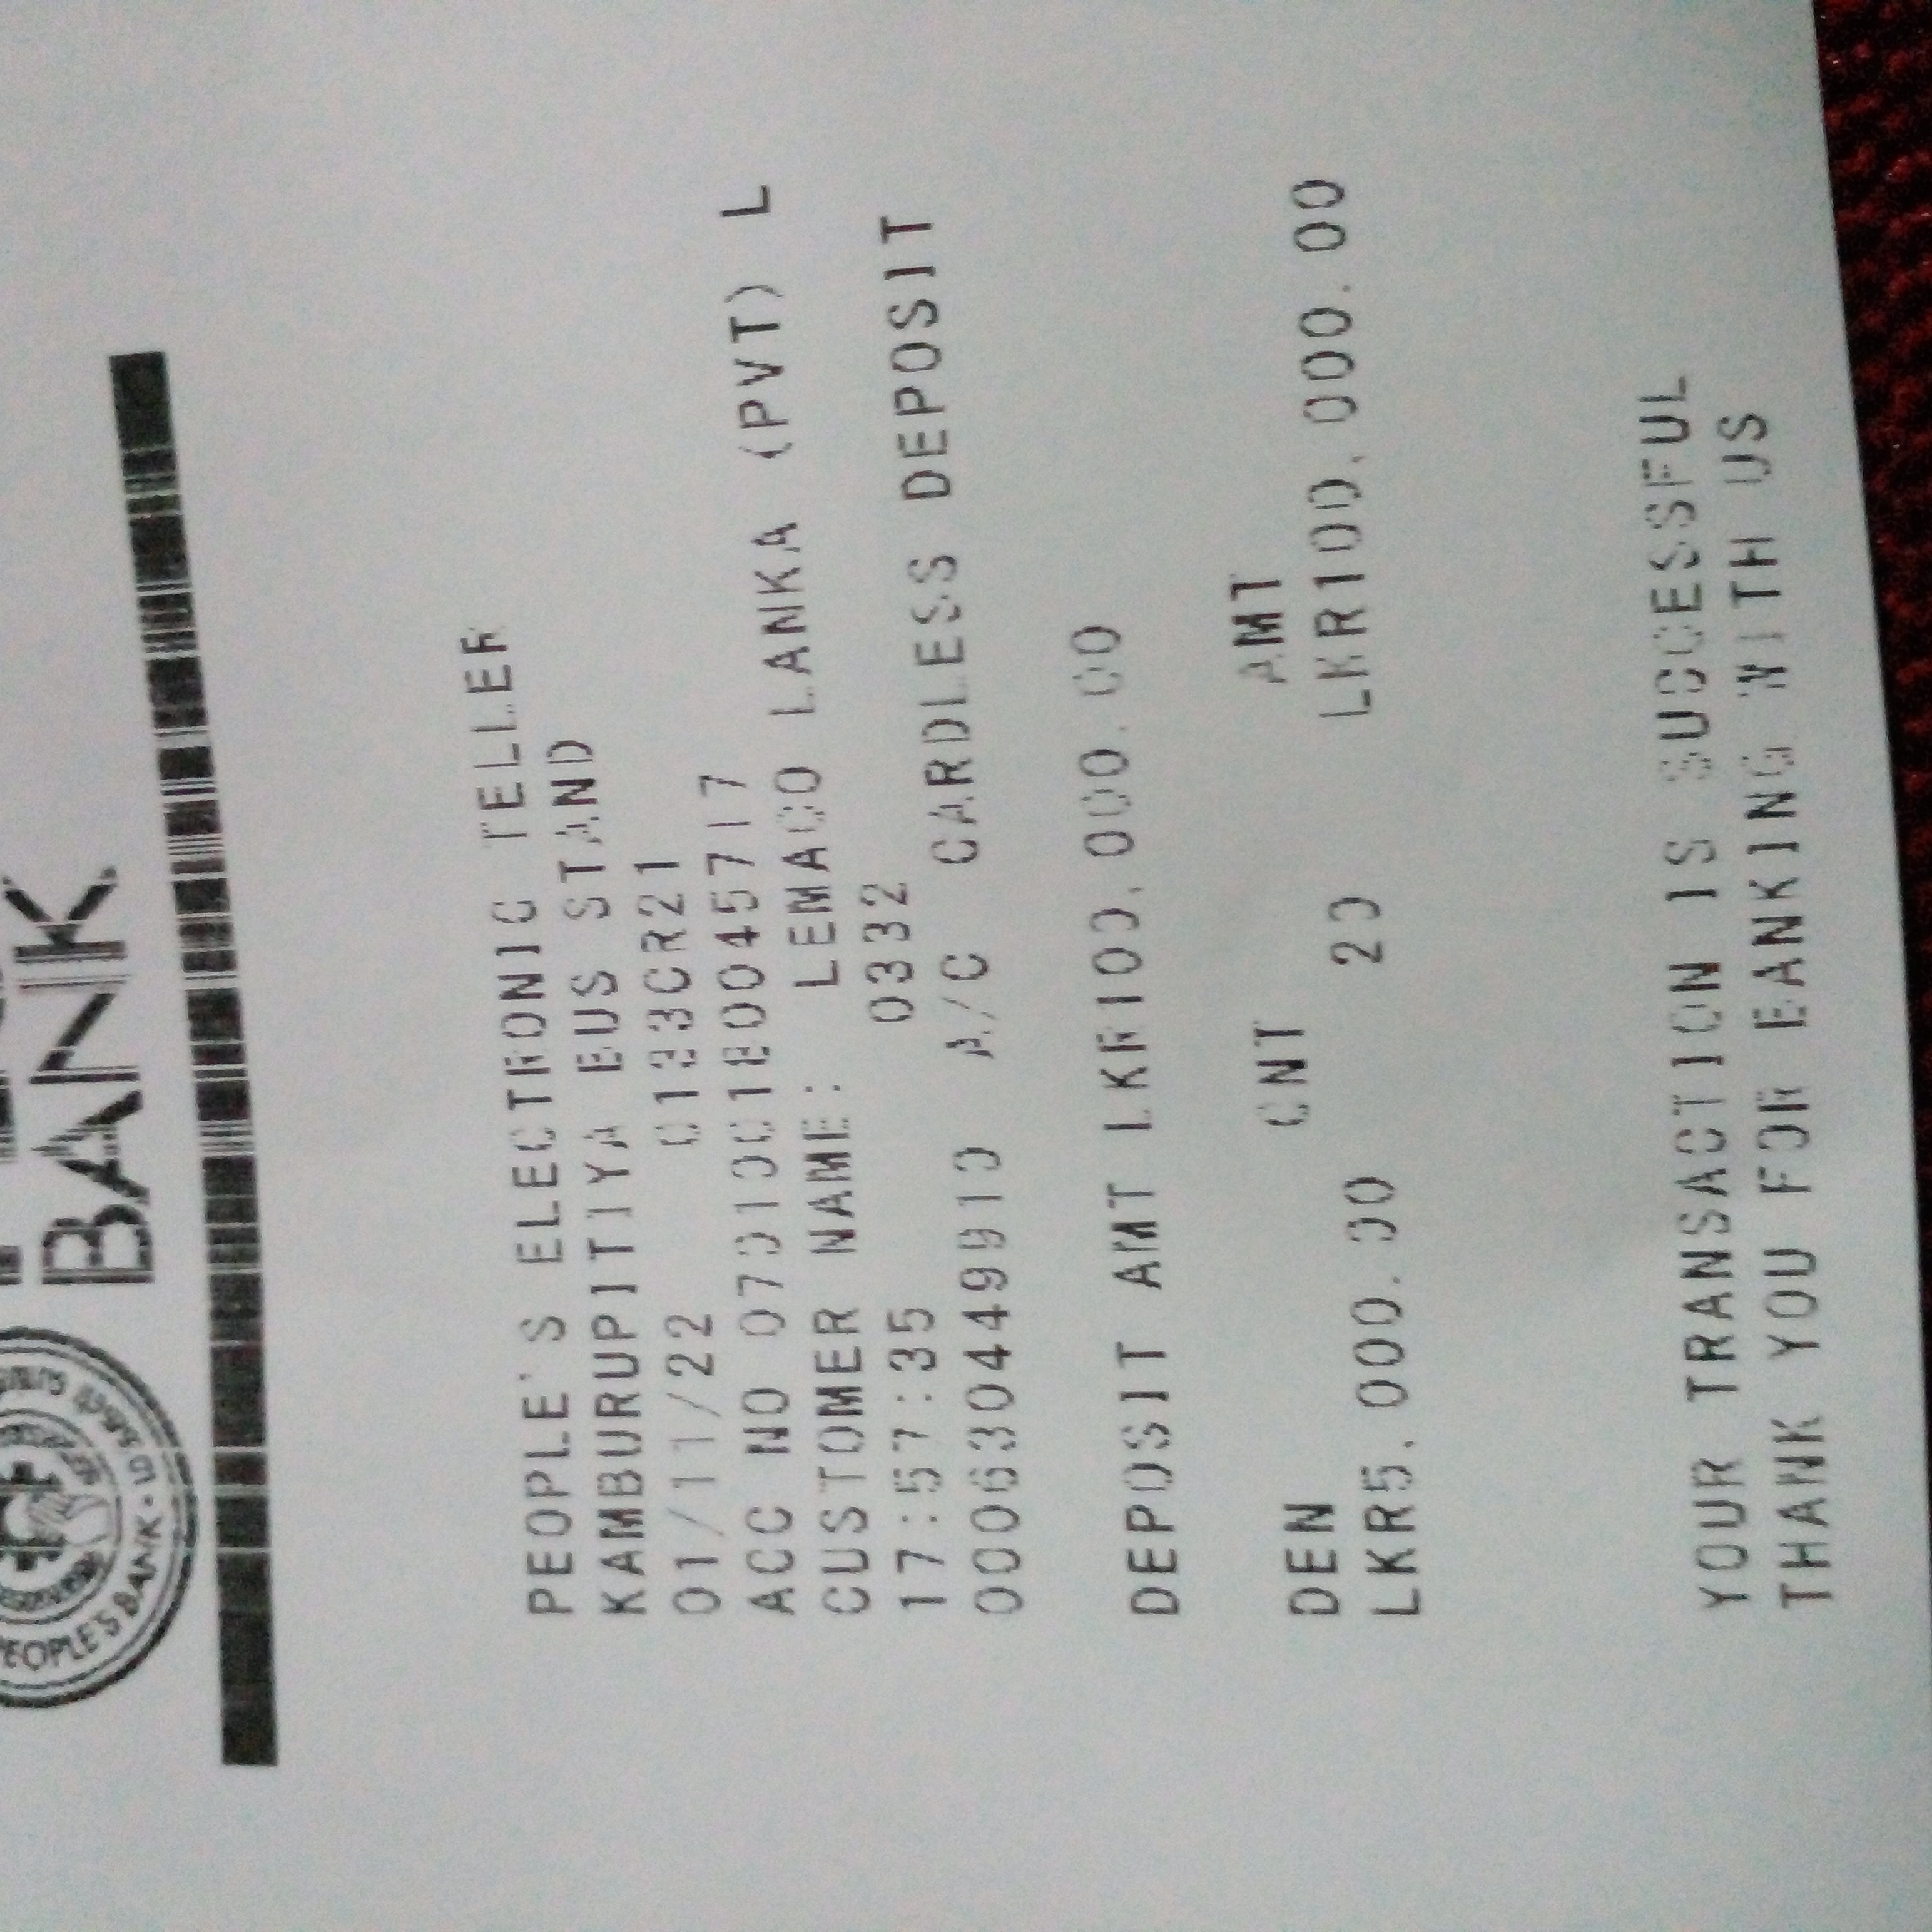 PEOPLE'S BANK
BANK
PEOPLE'S ELECTRONIC TELLER
KAMBURUPITIYA BUS STAND
01/11/22 0133CR21
ACC NO 070100180045717
CUSTOMER NAME: LEMACO LANKA (PVT) L
17:57:35 0332
000630449910 A/C CARDLESS DEPOSIT
DEPOSIT AMT LKR100,000.00
DEN CNT AMT
LKR5,000.00 20 LKR100,000.00
YOUR TRANSACTION IS SUCCESSFUL
THANK YOU FOR BANKING WITH US